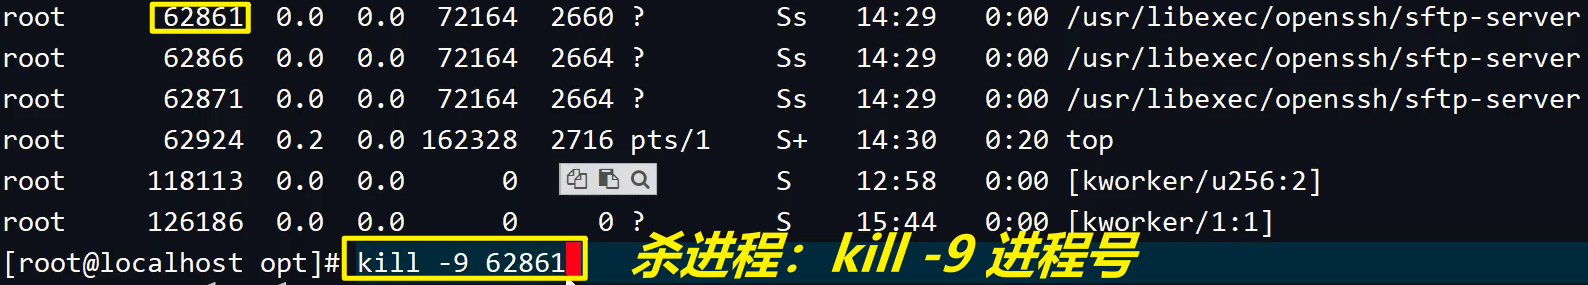 root 62861 0.0 0.0 72164 2660 ? Ss 14:29 0:00 /usr/libexec/openssh/sftp-server
root 62866 0.0 0.0 72164 2664 ? Ss 14:29 0:00 /usr/libexec/openssh/sftp-server
root 62871 0.0 0.0 72164 2664 ? Ss 14:29 0:00 /usr/libexec/openssh/sftp-server
root 62924 0.2 0.0 162328 2716 pts/1 S+ 14:30 0:20 top
root 118113 0.0 0.0 0 S 12:58 0:00 [kworker/u256:2]
root 126186 0.0 0.0 0 0 ? S 15:44 0:00 [kworker/1:1]
[root@localhost opt]# kill -9 62861 杀进程：kill -9 进程号